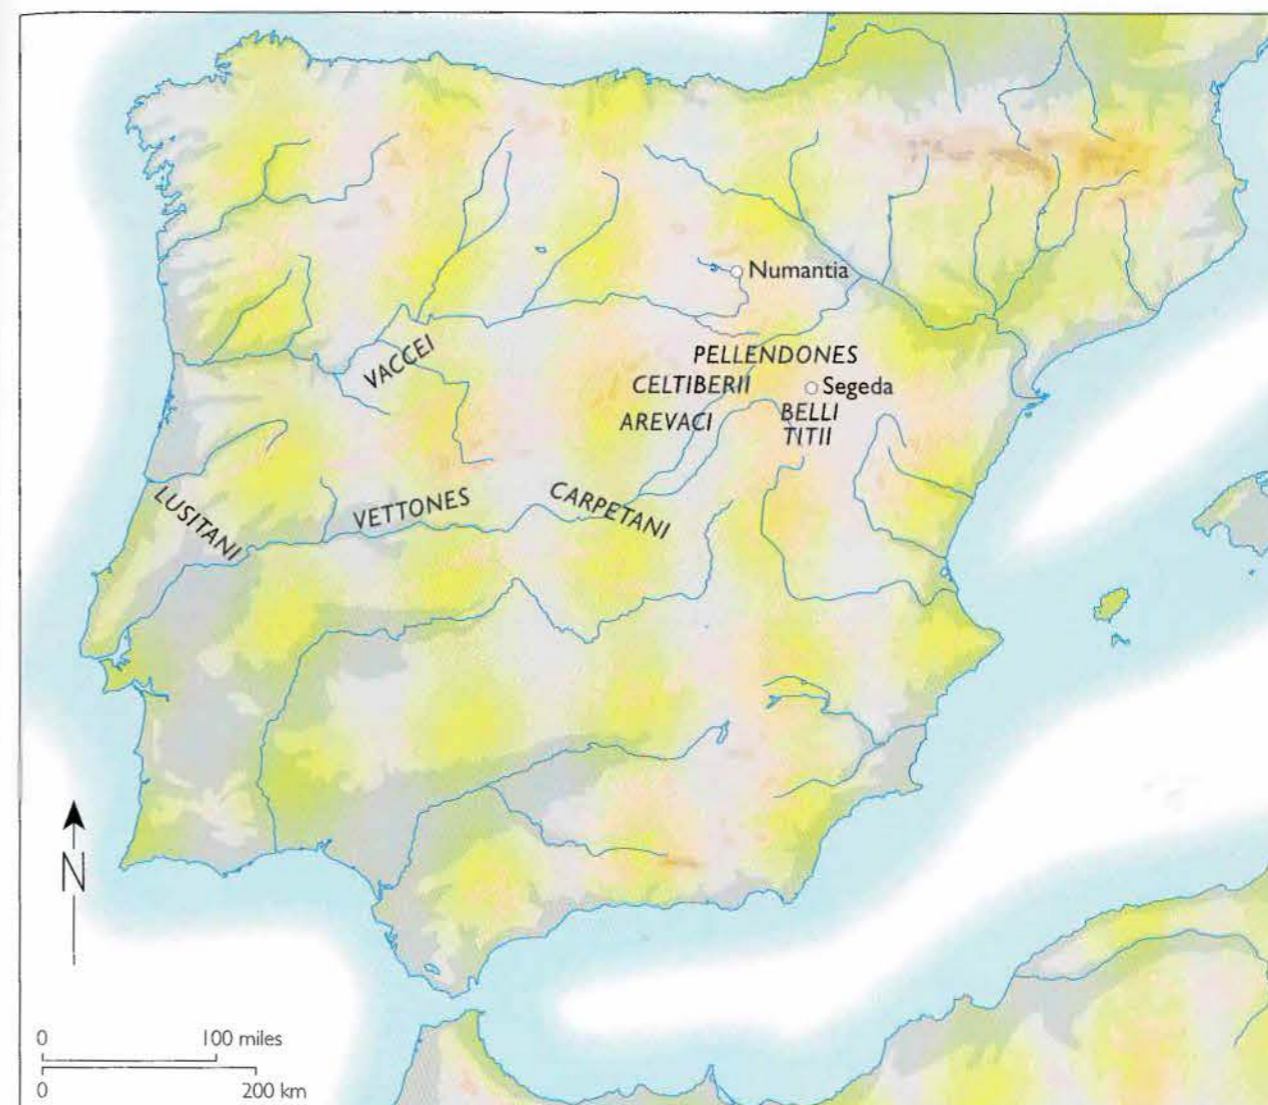 Numantia
PELLENDONES
VACCEI
CELTIBERII
Segeda
AREVACI
BELLI
TITII
LUSITANI
VETTONES
CARPETANI
N
0 100 miles
0 200 km